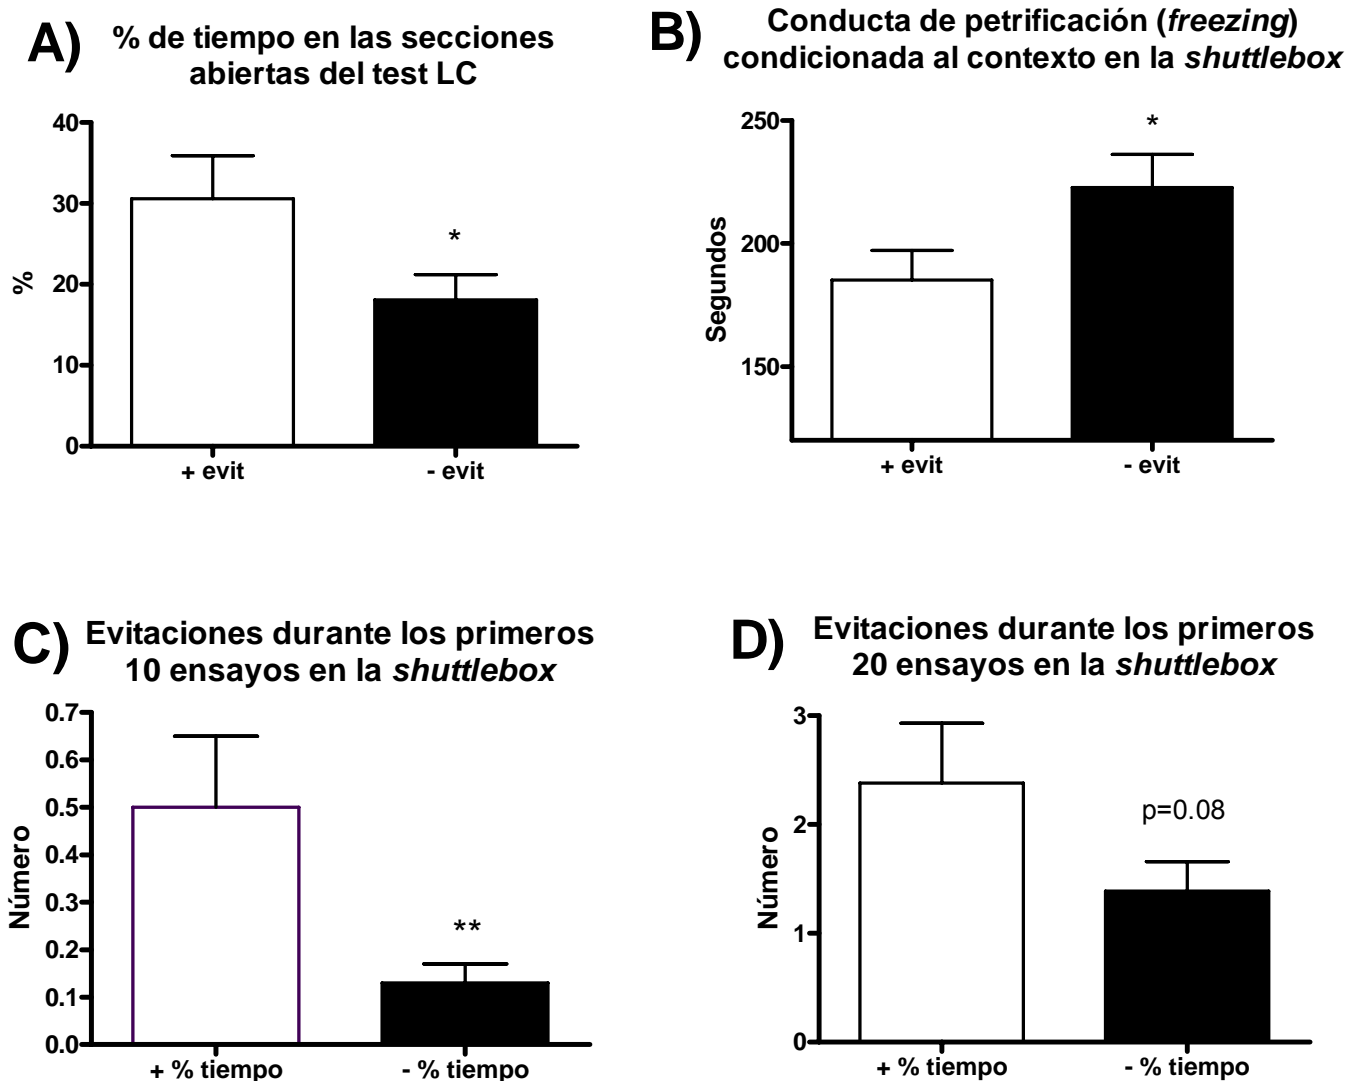 A) % de tiempo en las secciones
abiertas del test LC
40
30
20
10
0
%
*
+ evit
- evit
B) Conducta de petrificación (freezing)
condicionada al contexto en la shuttlebox
250
200
150
Segundos
*
+ evit
- evit
C) Evitaciones durante los primeros
10 ensayos en la shuttlebox
0.7
0.6
0.5
0.4
0.3
0.2
0.1
0.0
Número
**
+ % tiempo
- % tiempo
D) Evitaciones durante los primeros
20 ensayos en la shuttlebox
3
2
1
0
Número
p=0.08
+ % tiempo
- % tiempo